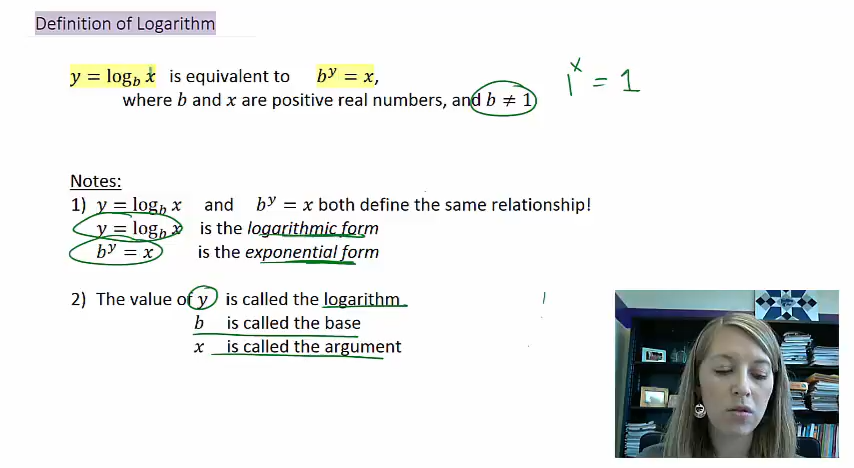 Definition of Logarithm
y = log_b x is equivalent to b^y = x, 1^x = 1
where b and x are positive real numbers, and b ≠ 1
Notes:
1) y = log_b x and b^y = x both define the same relationship!
y = log_b x is the logarithmic form
b^y = x is the exponential form
2) The value of y is called the logarithm
b is called the base
x is called the argument